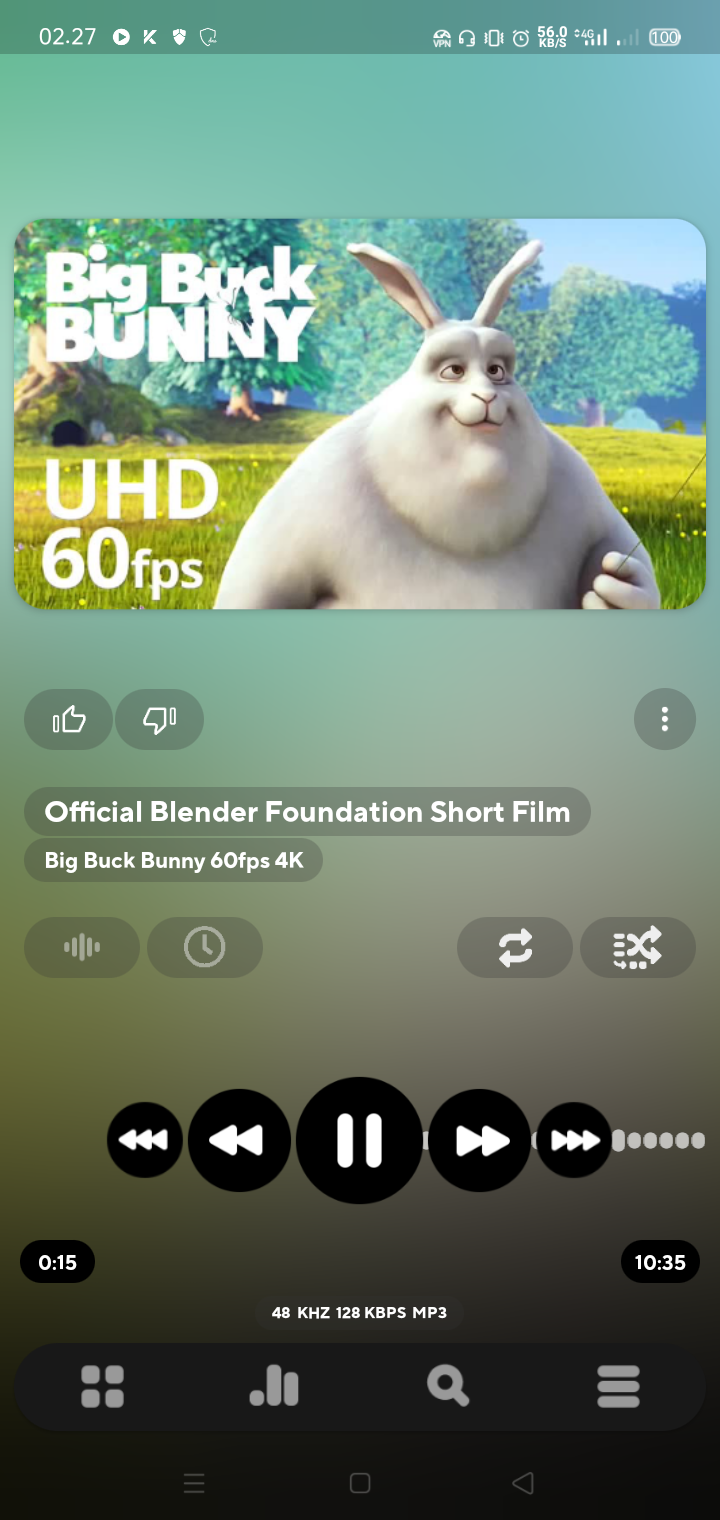 02.27
VPN
56.0
KB/S
4G
100
Big Buck
BUNNY
UHD
60fps
Official Blender Foundation Short Film
Big Buck Bunny 60fps 4K
0:15
10:35
48 KHZ 128 KBPS MP3